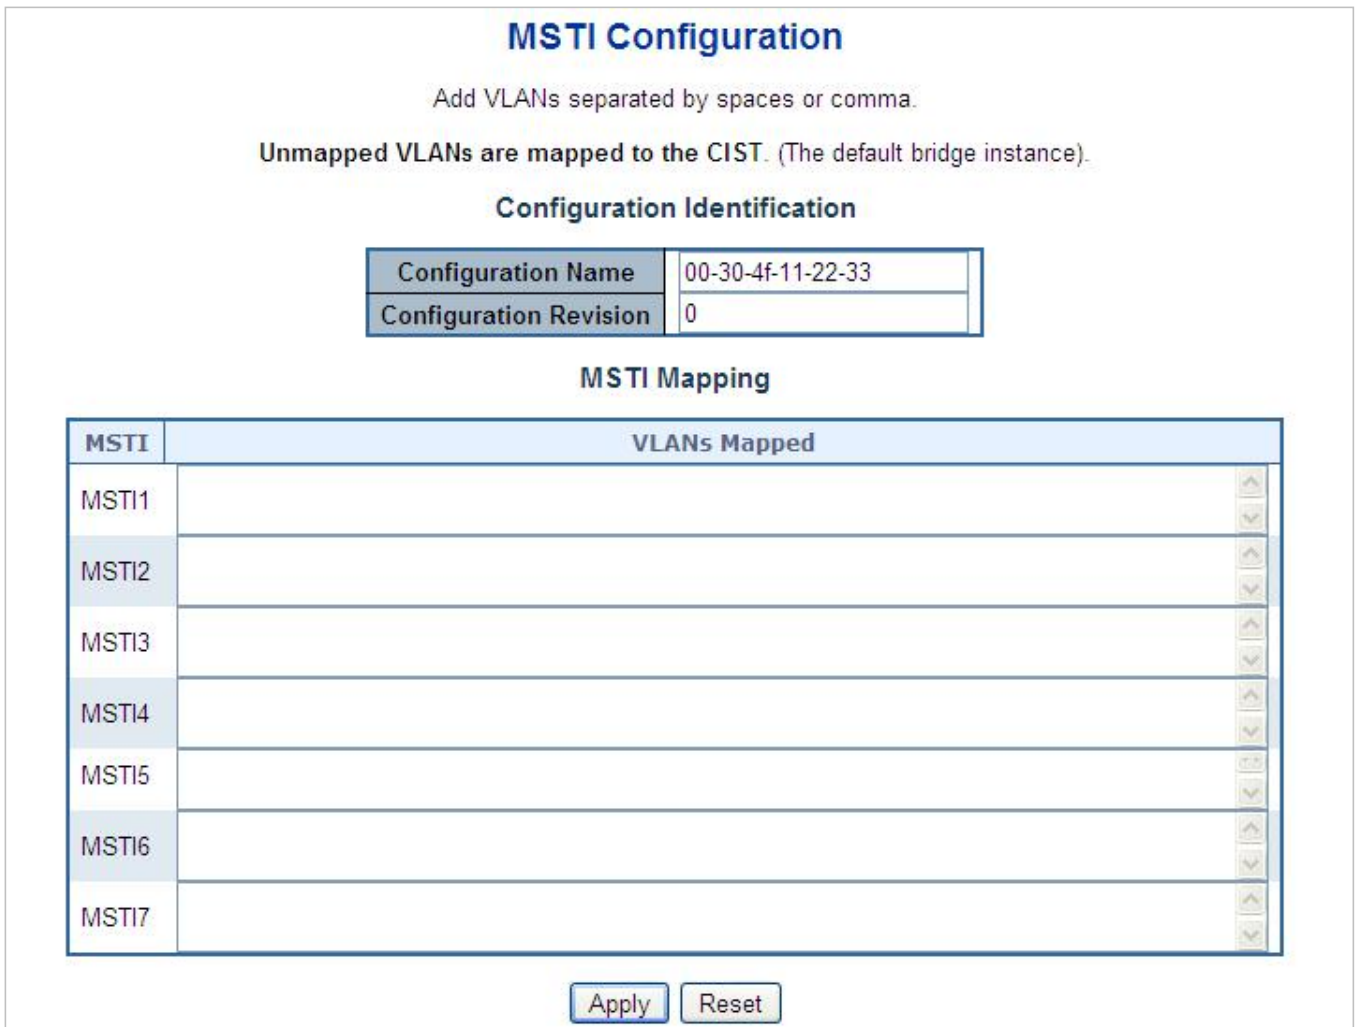 MSTI Configuration
Add VLANs separated by spaces or comma.
Unmapped VLANs are mapped to the CIST. (The default bridge instance).
Configuration Identification
Configuration Name 00-30-4f-11-22-33
Configuration Revision 0
MSTI Mapping
MSTI VLANs Mapped
MSTI1
MSTI2
MSTI3
MSTI4
MSTI5
MSTI6
MSTI7
Apply Reset